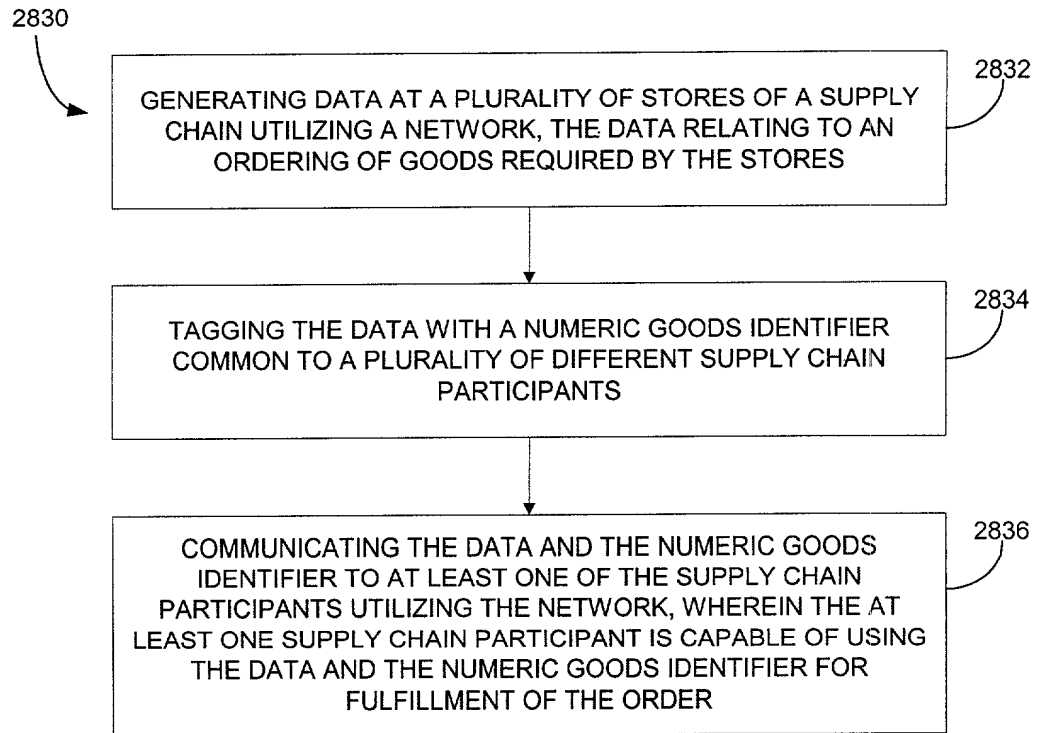 2830
2832
GENERATING DATA AT A PLURALITY OF STORES OF A SUPPLY
CHAIN UTILIZING A NETWORK, THE DATA RELATING TO AN
ORDERING OF GOODS REQUIRED BY THE STORES
2834
TAGGING THE DATA WITH A NUMERIC GOODS IDENTIFIER
COMMON TO A PLURALITY OF DIFFERENT SUPPLY CHAIN
PARTICIPANTS
2836
COMMUNICATING THE DATA AND THE NUMERIC GOODS
IDENTIFIER TO AT LEAST ONE OF THE SUPPLY CHAIN
PARTICIPANTS UTILIZING THE NETWORK, WHEREIN THE AT
LEAST ONE SUPPLY CHAIN PARTICIPANT IS CAPABLE OF USING
THE DATA AND THE NUMERIC GOODS IDENTIFIER FOR
FULFILLMENT OF THE ORDER